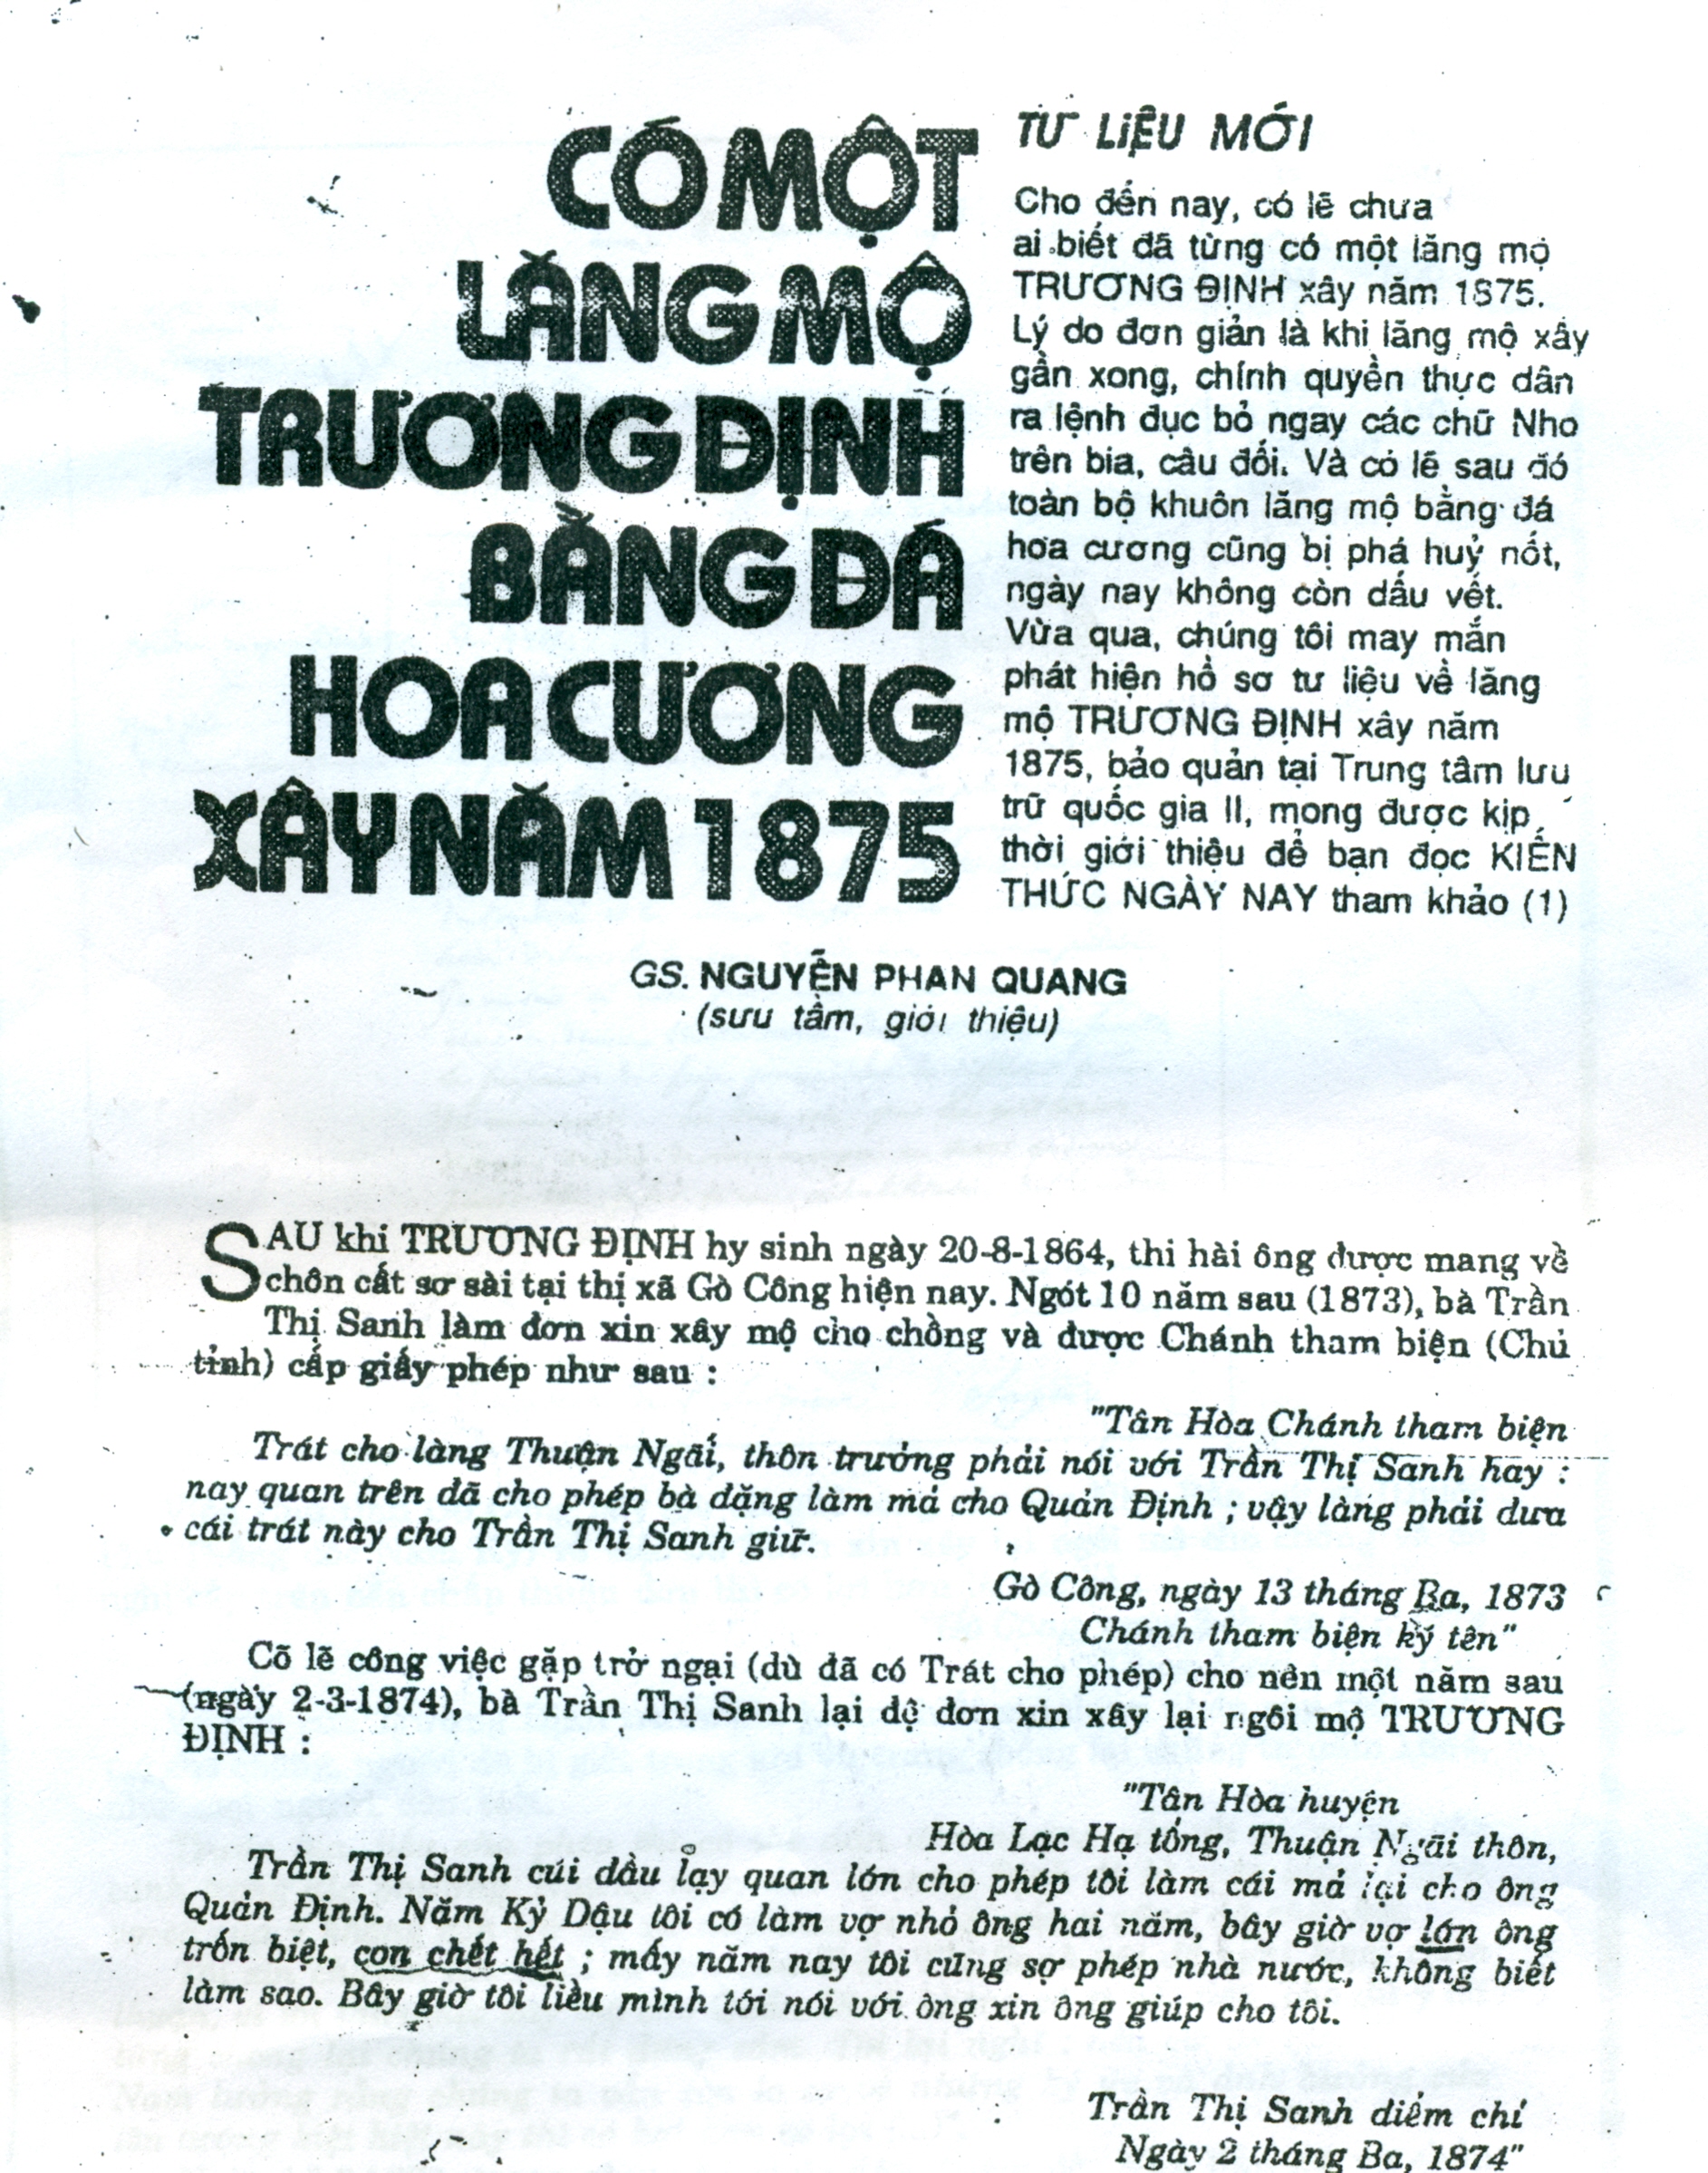 CÓ MỘT
LĂNG MỘ
TRƯƠNG ĐỊNH
BẰNG ĐÁ
HOA CƯƠNG
XÂY NĂM 1875
TƯ LIỆU MỚI
Cho đến nay, có lẽ chưa
ai biết đã từng có một lăng mộ
TRƯƠNG ĐỊNH xây năm 1875.
Lý do đơn giản là khi lăng mộ xây
gần xong, chính quyền thực dân
ra lệnh đục bỏ ngay các chữ Nho
trên bia, câu đối. Và có lẽ sau đó
toàn bộ khuôn lăng mộ bằng đá
hoa cương cũng bị phá huỷ nốt,
ngày nay không còn dấu vết.
Vừa qua, chúng tôi may mắn
phát hiện hồ sơ tư liệu về lăng
mộ TRƯƠNG ĐỊNH xây năm
1875, bảo quản tại Trung tâm lưu
trữ quốc gia II, mong được kịp
thời giới thiệu để bạn đọc KIẾN
THỨC NGÀY NAY tham khảo (1)
GS. NGUYỄN PHAN QUANG
(sưu tầm, giới thiệu)
SAU khi TRƯƠNG ĐỊNH hy sinh ngày 20-8-1864, thi hài ông được mang về
chôn cất sơ sài tại thị xã Gò Công hiện nay. Ngót 10 năm sau (1873), bà Trần
Thị Sanh làm đơn xin xây mộ cho chồng và được Chánh tham biện (Chủ
tỉnh) cấp giấy phép như sau :
"Tân Hòa Chánh tham biện
Trát cho làng Thuận Ngãi, thôn trưởng phải nói với Trần Thị Sanh hay :
nay quan trên đã cho phép bà dặng làm mả cho Quản Định ; vậy làng phải dưa
cái trát này cho Trần Thị Sanh giữ.
Gò Công, ngày 13 tháng Ba, 1873
Chánh tham biện ký tên"
Cõ lẽ công việc gặp trở ngại (dù đã có Trát cho phép) cho nên một năm sau
(ngày 2-3-1874), bà Trần Thị Sanh lại dệ đơn xin xây lại ngôi mộ TRƯƠNG
ĐỊNH :
"Tân Hòa huyện
Hòa Lạc Hạ tổng, Thuận Ngãi thôn,
Trần Thị Sanh cúi dầu lạy quan lớn cho phép tôi làm cái mả lại cho ông
Quản Định. Năm Kỷ Dậu tôi có làm vợ nhỏ ông hai năm, bây giờ vợ lớn ông
trốn biệt, con chết hết ; mấy năm nay tôi cũng sợ phép nhà nước, không biết
làm sao. Bây giờ tôi liều mình tới nói với ông xin ông giúp cho tôi.
Trần Thị Sanh diểm chỉ
Ngày 2 tháng Ba, 1874"